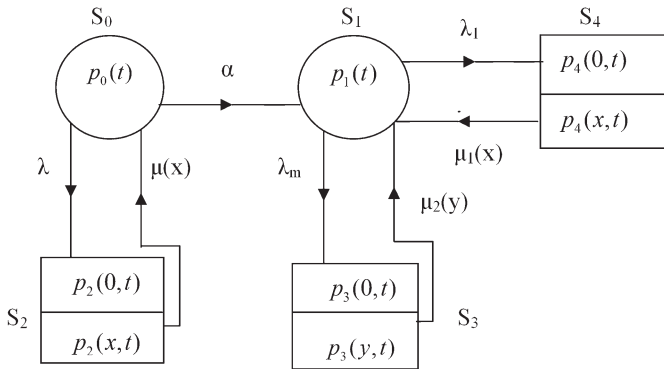 S₀ S₁ S₄
p₀(t) α p₁(t) λ₁ p₄(0,t)
p₄(x,t)
λ μ(x) λₘ μ₂(y) μ₁(x)
p₂(0,t) p₃(0,t)
S₂ p₂(x,t) p₃(y,t) S₃